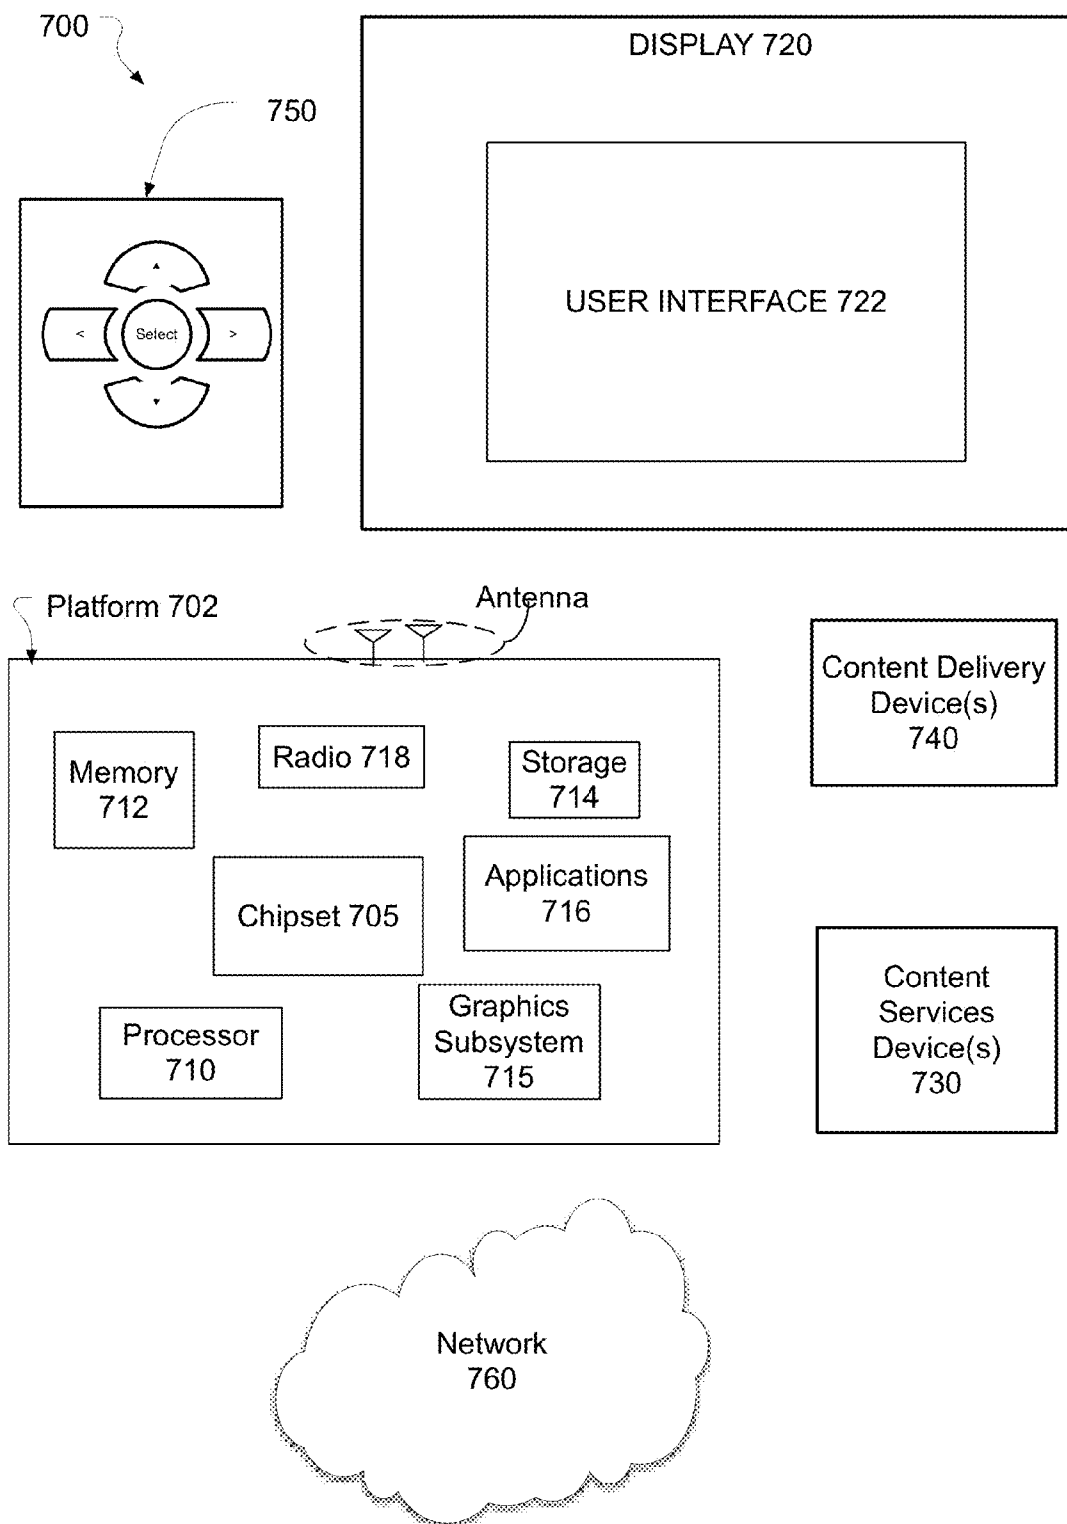 700
DISPLAY 720
750
USER INTERFACE 722
<
Select
>
Platform 702
Antenna
Content Delivery
Device(s)
740
Memory
712
Radio 718
Storage
714
Chipset 705
Applications
716
Content
Services
Device(s)
730
Processor
710
Graphics
Subsystem
715
Network
760